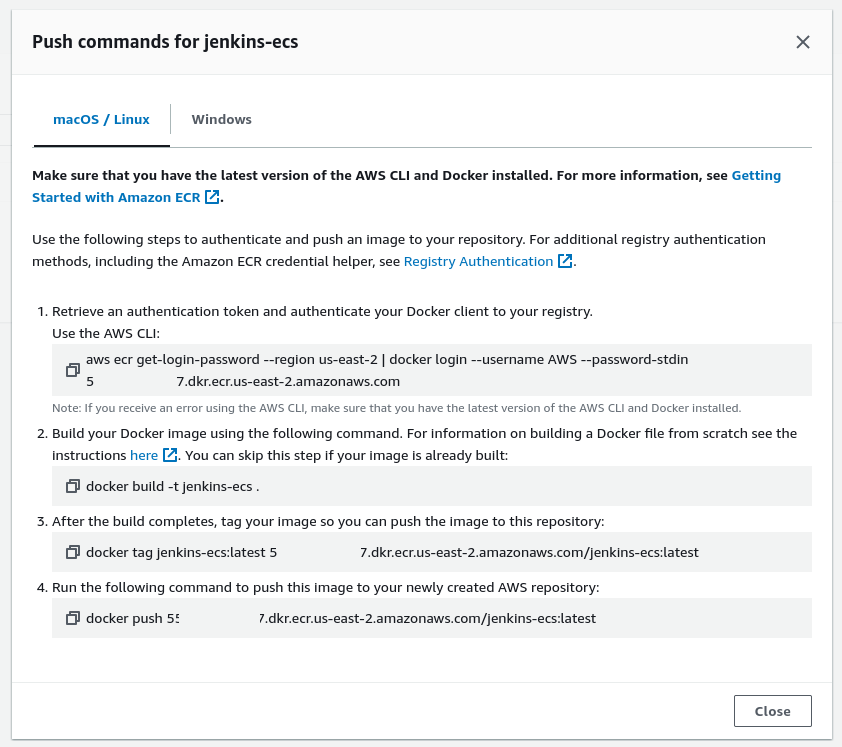 Push commands for jenkins-ecs
macOS / Linux
Windows
Make sure that you have the latest version of the AWS CLI and Docker installed. For more information, see Getting
Started with Amazon ECR.
Use the following steps to authenticate and push an image to your repository. For additional registry authentication
methods, including the Amazon ECR credential helper, see Registry Authentication.
1. Retrieve an authentication token and authenticate your Docker client to your registry.
Use the AWS CLI:
aws ecr get-login-password --region us-east-2 | docker login --username AWS --password-stdin
5 7.dkr.ecr.us-east-2.amazonaws.com
Note: If you receive an error using the AWS CLI, make sure that you have the latest version of the AWS CLI and Docker installed.
2. Build your Docker image using the following command. For information on building a Docker file from scratch see the
instructions here. You can skip this step if your image is already built:
docker build -t jenkins-ecs .
3. After the build completes, tag your image so you can push the image to this repository:
docker tag jenkins-ecs:latest 5 7.dkr.ecr.us-east-2.amazonaws.com/jenkins-ecs:latest
4. Run the following command to push this image to your newly created AWS repository:
docker push 55 7.dkr.ecr.us-east-2.amazonaws.com/jenkins-ecs:latest
Close